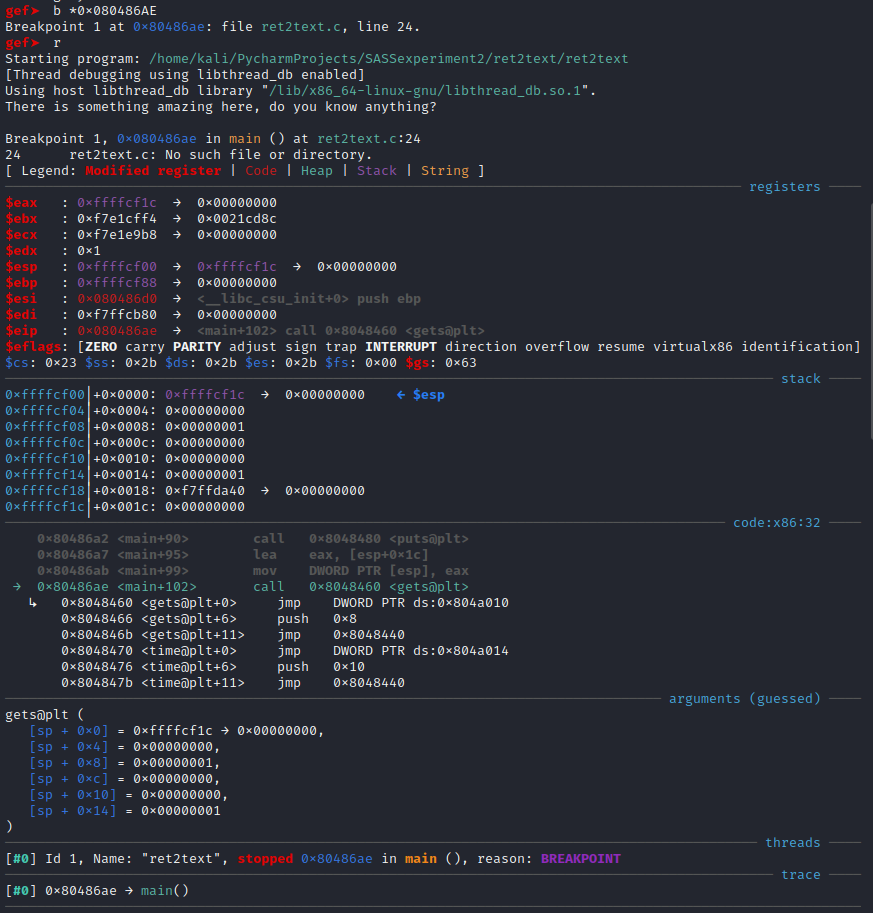 gef➤  b *0×080486AE
Breakpoint 1 at 0×80486ae: file ret2text.c, line 24.
gef➤  r
Starting program: /home/kali/PycharmProjects/SASSexperiment2/ret2text/ret2text
[Thread debugging using libthread_db enabled]
Using host libthread_db library "/lib/x86_64-linux-gnu/libthread_db.so.1".
There is something amazing here, do you know anything?
Breakpoint 1, 0×080486ae in main () at ret2text.c:24
24      ret2text.c: No such file or directory.
[ Legend: Modified register | Code | Heap | Stack | String ]
registers
$eax   : 0×ffffcf1c  →  0×00000000
$ebx   : 0×f7e1cff4  →  0×0021cd8c
$ecx   : 0×f7e1e9b8  →  0×00000000
$edx   : 0×1
$esp   : 0×ffffcf00  →  0×ffffcf1c  →  0×00000000
$ebp   : 0×ffffcf88  →  0×00000000
$esi   : 0×080486d0  →  <__libc_csu_init+0> push ebp
$edi   : 0×f7ffcb80  →  0×00000000
$eip   : 0×080486ae  →  <main+102> call 0×8048460 <gets@plt>
$eflags: [ZERO carry PARITY adjust sign trap INTERRUPT direction overflow resume virtualx86 identification]
$cs: 0×23 $ss: 0×2b $ds: 0×2b $es: 0×2b $fs: 0×00 $gs: 0×63
stack
0×ffffcf00│+0×0000: 0×ffffcf1c  →  0×00000000    ← $esp
0×ffffcf04│+0×0004: 0×00000000
0×ffffcf08│+0×0008: 0×00000001
0×ffffcf0c│+0×000c: 0×00000000
0×ffffcf10│+0×0010: 0×00000000
0×ffffcf14│+0×0014: 0×00000001
0×ffffcf18│+0×0018: 0×f7ffda40  →  0×00000000
0×ffffcf1c│+0×001c: 0×00000000
code:x86:32
0×80486a2 <main+90>        call   0×8048480 <puts@plt>
0×80486a7 <main+95>        lea    eax, [esp+0×1c]
0×80486ab <main+99>        mov    DWORD PTR [esp], eax
→  0×80486ae <main+102>       call   0×8048460 <gets@plt>
↳   0×8048460 <gets@plt+0>     jmp    DWORD PTR ds:0×804a010
0×8048466 <gets@plt+6>     push   0×8
0×804846b <gets@plt+11>    jmp    0×8048440
0×8048470 <time@plt+0>     jmp    DWORD PTR ds:0×804a014
0×8048476 <time@plt+6>     push   0×10
0×804847b <time@plt+11>    jmp    0×8048440
arguments (guessed)
gets@plt (
[sp + 0×0] = 0×ffffcf1c → 0×00000000,
[sp + 0×4] = 0×00000000,
[sp + 0×8] = 0×00000001,
[sp + 0×c] = 0×00000000,
[sp + 0×10] = 0×00000000,
[sp + 0×14] = 0×00000001
)
threads
[#0] Id 1, Name: "ret2text", stopped 0×80486ae in main (), reason: BREAKPOINT
trace
[#0] 0×80486ae → main()